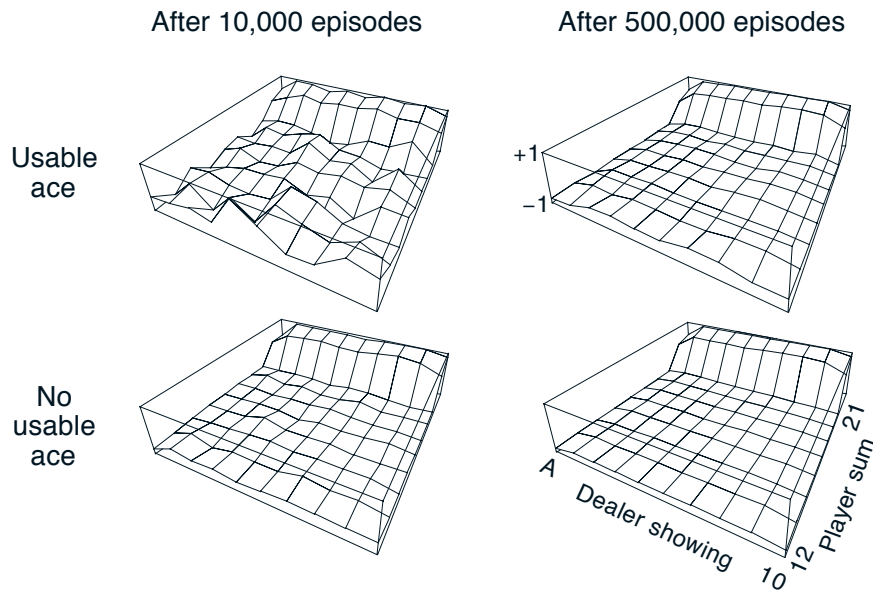 After 10,000 episodes
After 500,000 episodes
Usable
ace
+1
−1
No
usable
ace
A
Dealer showing
10
12
Player sum
21